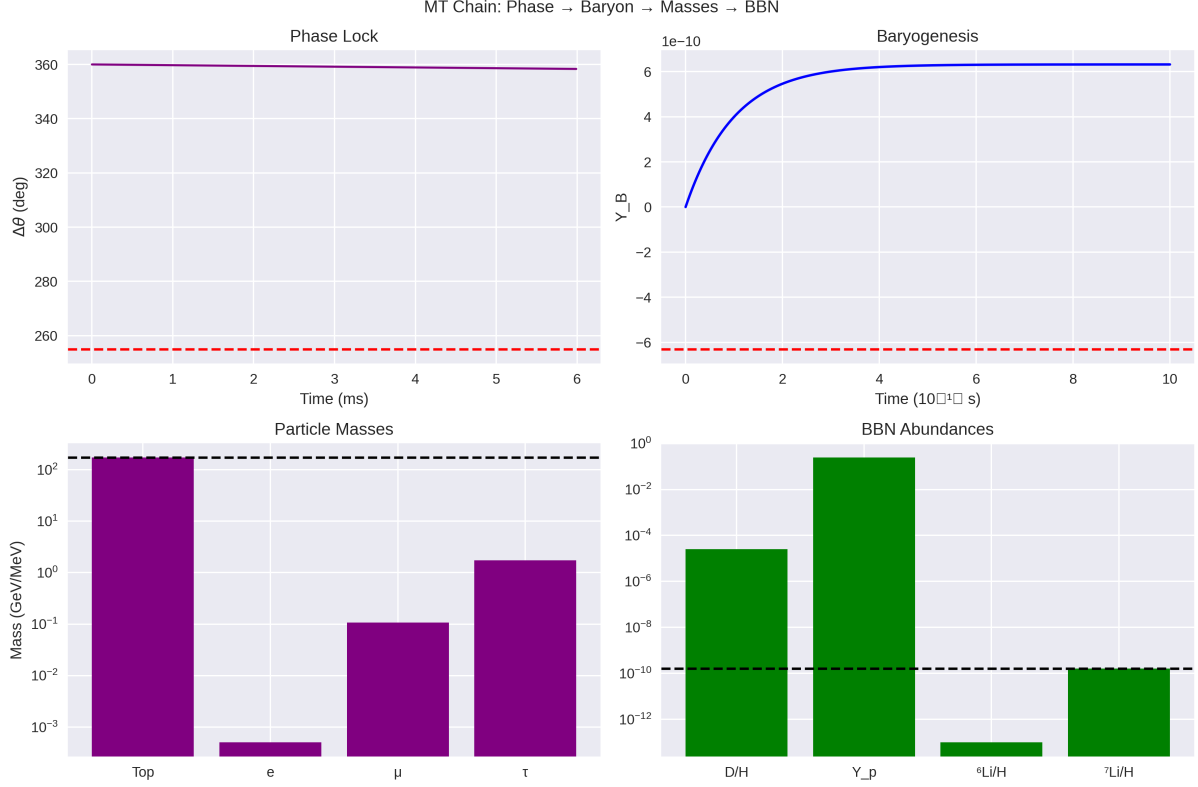 MT Chain: Phase → Baryon → Masses → BBN
Phase Lock
Δθ (deg)
360
340
320
300
280
260
0 1 2 3 4 5 6
Time (ms)
Baryogenesis
1e−10
Y_B
6
4
2
0
−2
−4
−6
0 2 4 6 8 10
Time (10□¹□ s)
Particle Masses
Mass (GeV/MeV)
10²
10¹
10⁰
10⁻¹
10⁻²
10⁻³
Top e μ τ
BBN Abundances
10⁰
10⁻²
10⁻⁴
10⁻⁶
10⁻⁸
10⁻¹⁰
10⁻¹²
D/H Y_p ⁶Li/H ⁷Li/H